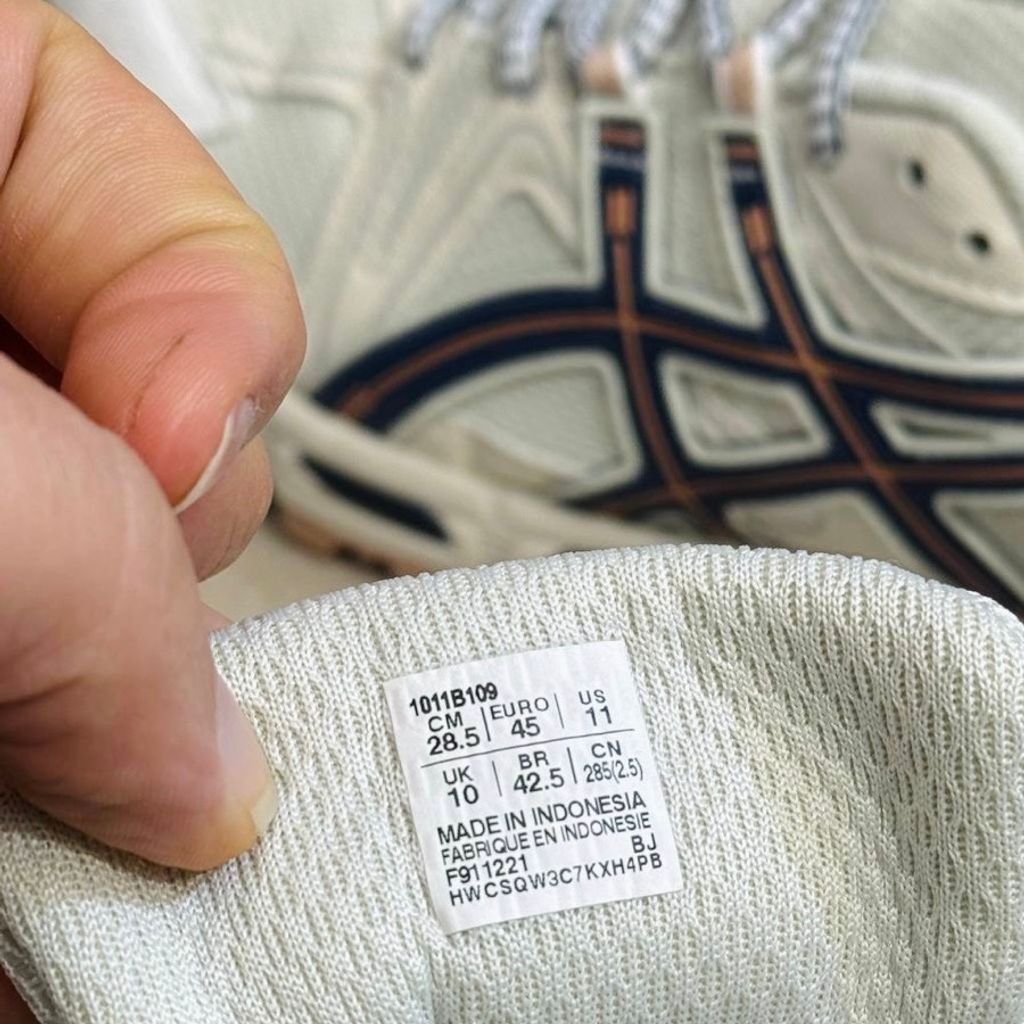 1011B109
CM EURO US
28.5 45 11
UK BR CN
10 42.5 285(2.5)
MADE IN INDONESIA
FABRIQUE EN INDONESIE
F911221 BJ
HWCSQW3C7KXH4PB